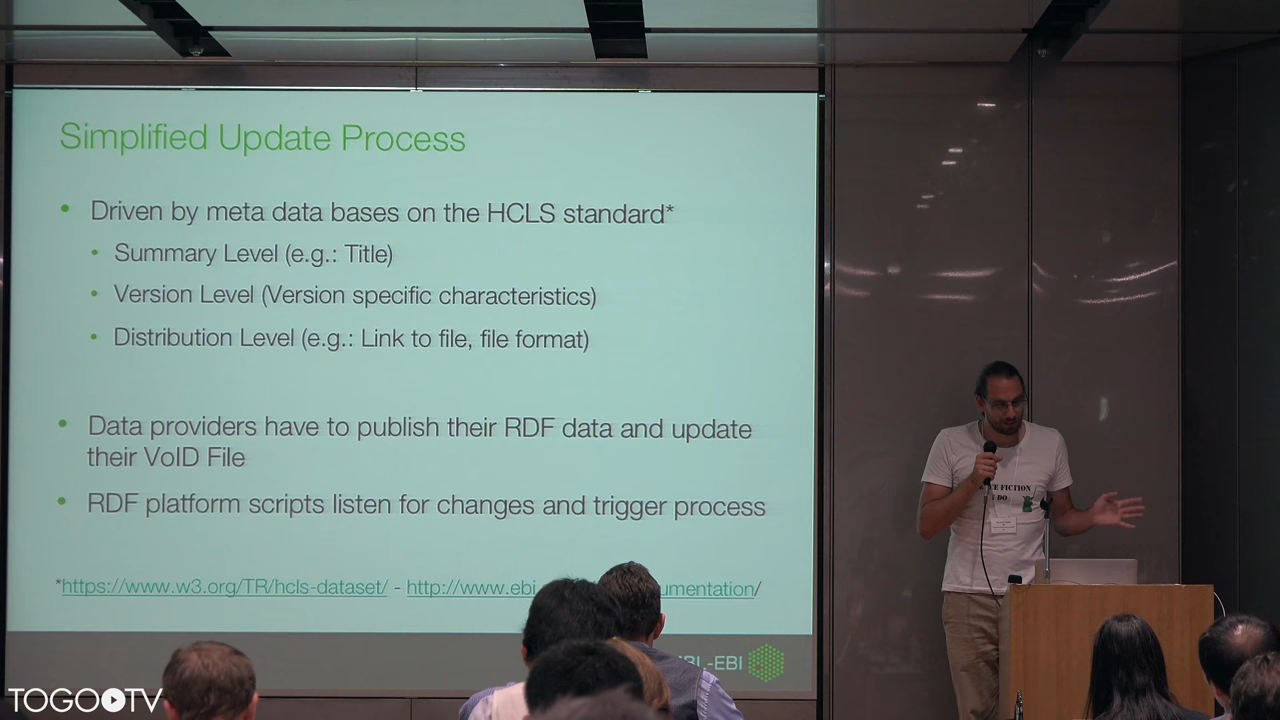 Simplified Update Process
• Driven by meta data bases on the HCLS standard*
• Summary Level (e.g.: Title)
• Version Level (Version specific characteristics)
• Distribution Level (e.g.: Link to file, file format)
• Data providers have to publish their RDF data and update
their VoID File
• RDF platform scripts listen for changes and trigger process
*https://www.w3.org/TR/hcls-dataset/ - http://www.ebi umentation/
-EBI
FICTION
DO
TOGOTV